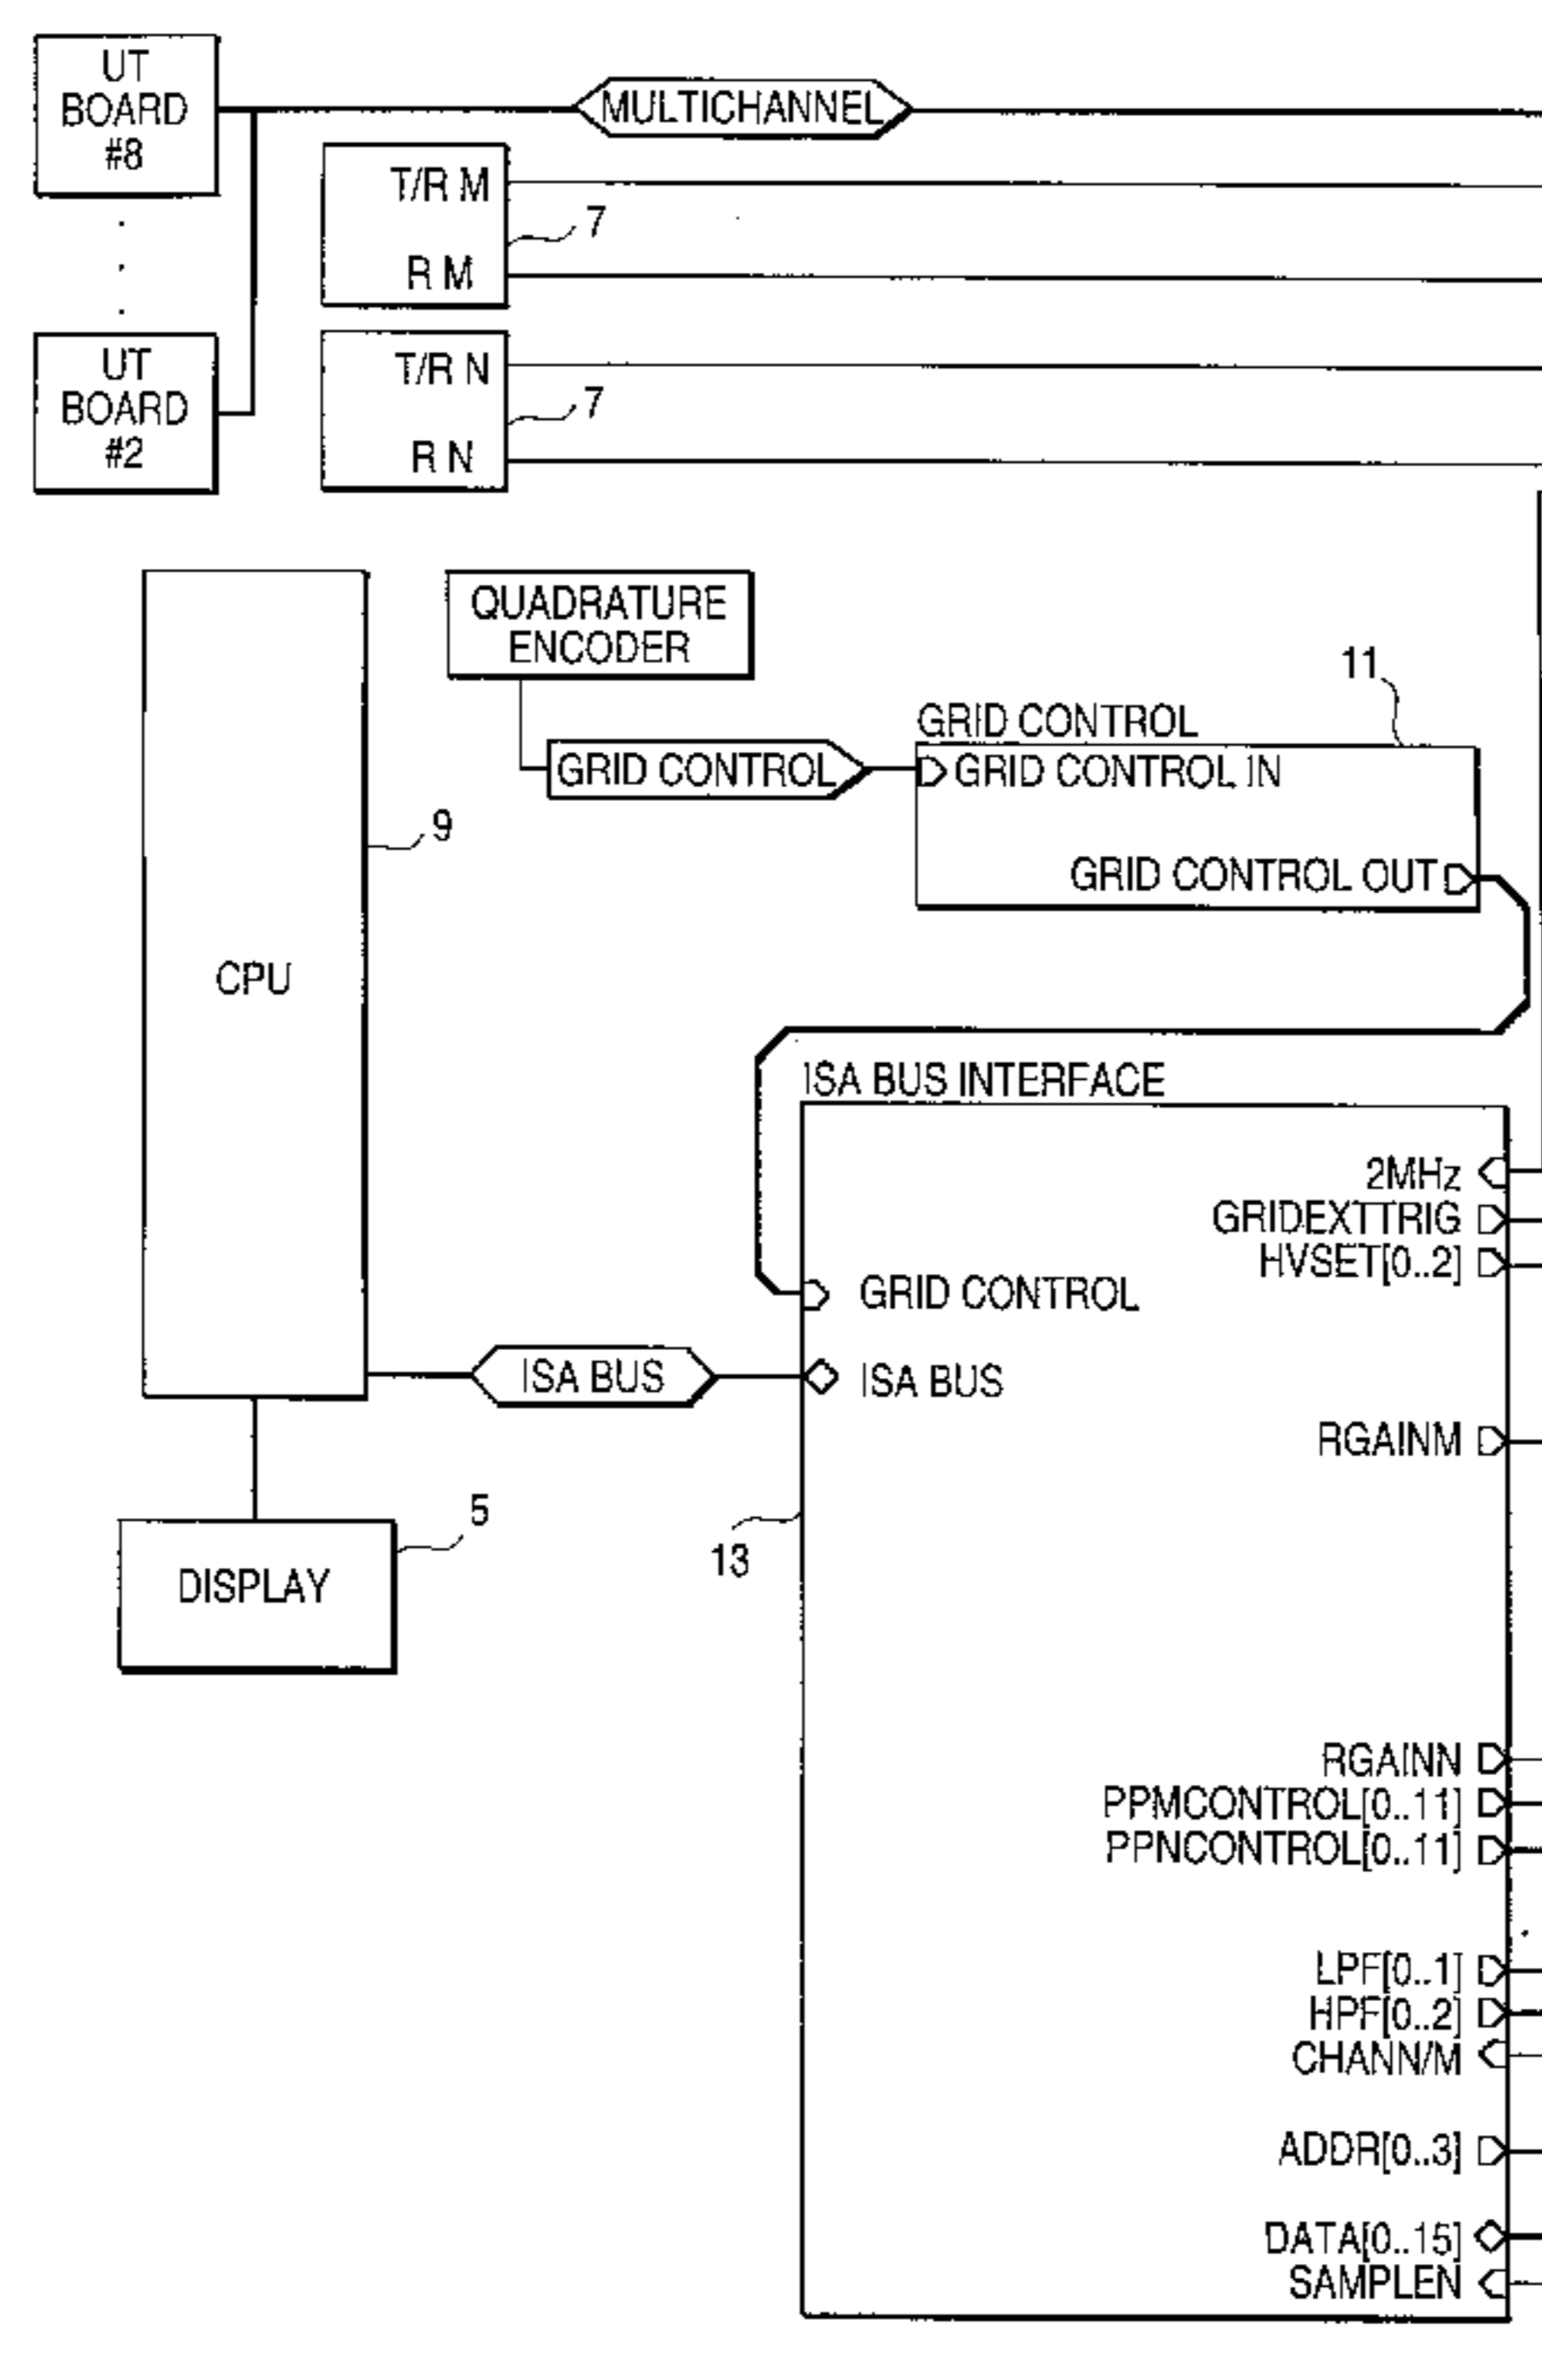 UT
BOARD
#8
MULTICHANNEL
T/R M
7
R M
UT
BOARD
#2
T/R N
7
R N
QUADRATURE
ENCODER
11
GRID CONTROL
GRID CONTROL
GRID CONTROL IN
9
GRID CONTROL OUT
CPU
ISA BUS INTERFACE
2MHz
GRIDEXTTRIG
HVSET[0..2]
GRID CONTROL
ISA BUS
ISA BUS
RGAINM
5
13
DISPLAY
RGAINN
PPMCONTROL[0..11]
PPNCONTROL[0..11]
LPF[0..1]
HPF[0..2]
CHANN/M
ADDR[0..3]
DATA[0..15]
SAMPLEN